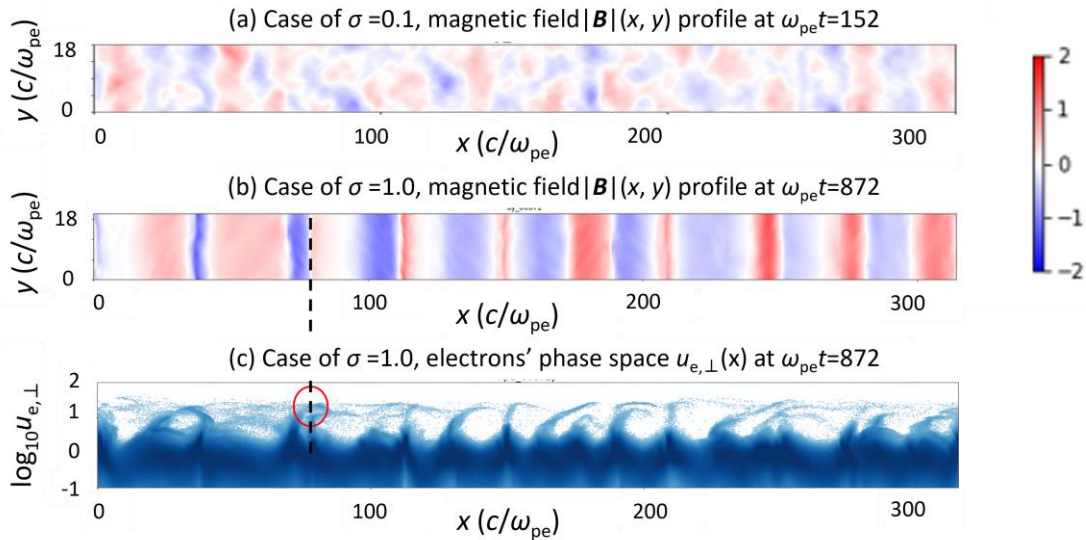 (a) Case of σ =0.1, magnetic field|B|(x, y) profile at ωpet=152
y (c/ωpe)
18
0
0
100
200
300
x (c/ωpe)
2
1
0
−1
−2
(b) Case of σ =1.0, magnetic field|B|(x, y) profile at ωpet=872
y (c/ωpe)
18
0
0
100
200
300
x (c/ωpe)
(c) Case of σ=1.0, electrons’ phase space ue,⊥(x) at ωpet=872
log10ue,⊥
2
1
0
-1
0
100
200
300
x (c/ωpe)